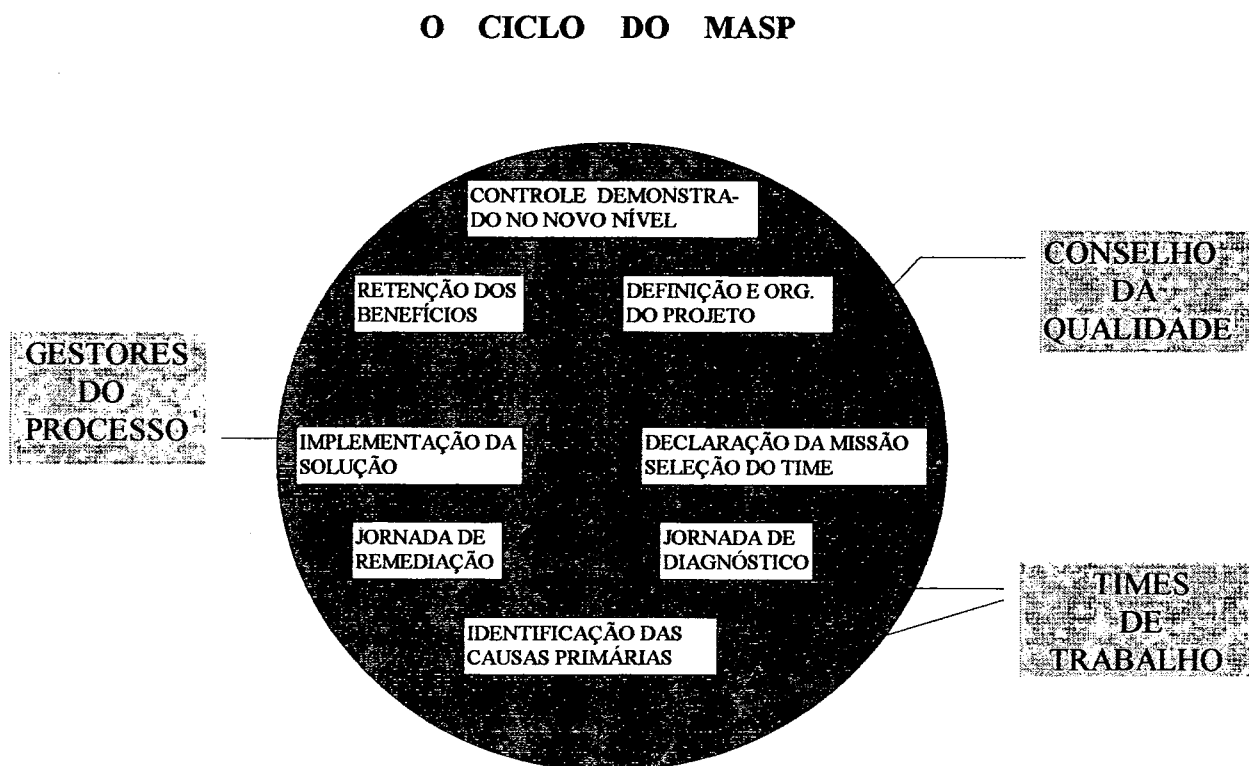 O CICLO DO MASP
CONTROLE DEMONSTRA-
DO NO NOVO NÍVEL
RETENÇÃO DOS
BENEFÍCIOS
DEFINIÇÃO E ORG.
DO PROJETO
CONSELHO
DA
QUALIDADE
GESTORES
DO
PROCESSO
IMPLEMENTAÇÃO DA
SOLUÇÃO
DECLARAÇÃO DA MISSÃO
SELEÇÃO DO TIME
JORNADA DE
REMEDIAÇÃO
JORNADA DE
DIAGNÓSTICO
TIMES
DE
TRABALHO
IDENTIFICAÇÃO DAS
CAUSAS PRIMÁRIAS